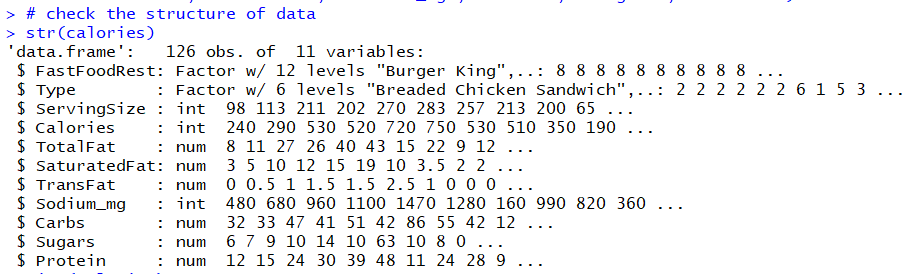 > # check the structure of data
> str(calories)
'data.frame':   126 obs. of  11 variables:
 $ FastFoodRest: Factor w/ 12 levels "Burger King",..: 8 8 8 8 8 8 8 8 8 8 ...
 $ Type        : Factor w/ 6 levels "Breaded Chicken Sandwich",..: 2 2 2 2 2 2 6 1 5 3 ...
 $ ServingSize : int  98 113 211 202 270 283 257 213 200 65 ...
 $ Calories    : int  240 290 530 520 720 750 530 510 350 190 ...
 $ TotalFat    : num  8 11 27 26 40 43 15 22 9 12 ...
 $ SaturatedFat: num  3 5 10 12 15 19 10 3.5 2 2 ...
 $ TransFat    : num  0 0.5 1 1.5 1.5 2.5 1 0 0 0 ...
 $ Sodium_mg   : int  480 680 960 1100 1470 1280 160 990 820 360 ...
 $ Carbs       : num  32 33 47 41 51 42 86 55 42 12 ...
 $ Sugars      : num  6 7 9 10 14 10 63 10 8 0 ...
 $ Protein     : num  12 15 24 30 39 48 11 24 28 9 ...